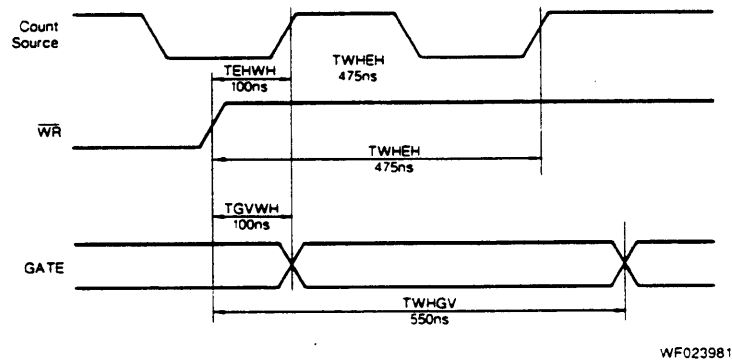 Count
Source
TEHWH
100ns
TWHEH
475ns
WR
TWHEH
475ns
TGVWH
100ns
GATE
TWHGV
550ns
WF023981